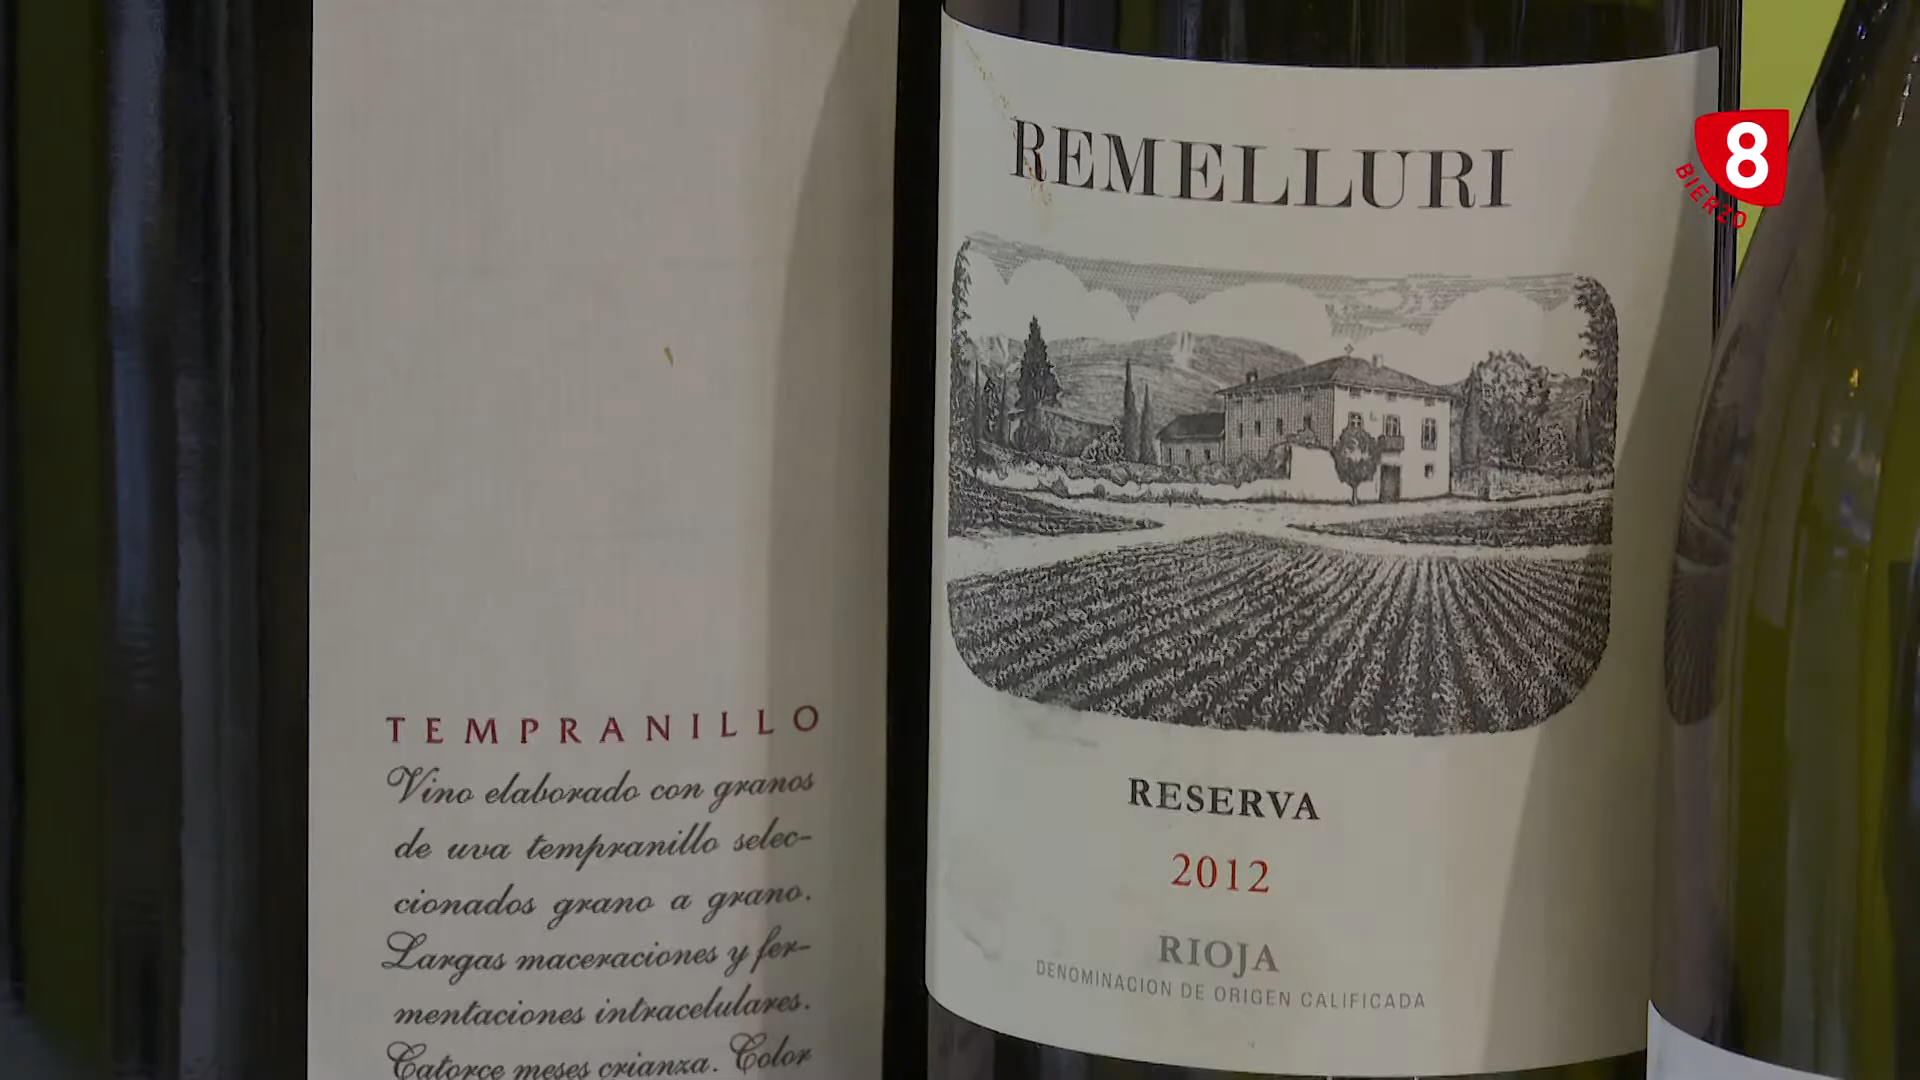 TEMPRANILLO
Vino elaborado con granos
de uva tempranillo selec-
cionados grano a grano.
Largas maceraciones y fer-
mentaciones intracelulares.
Catorce meses crianza. Color
REMELLURI
RESERVA
2012
RIOJA
DENOMINACION DE ORIGEN CALIFICADA
8
BIERZO